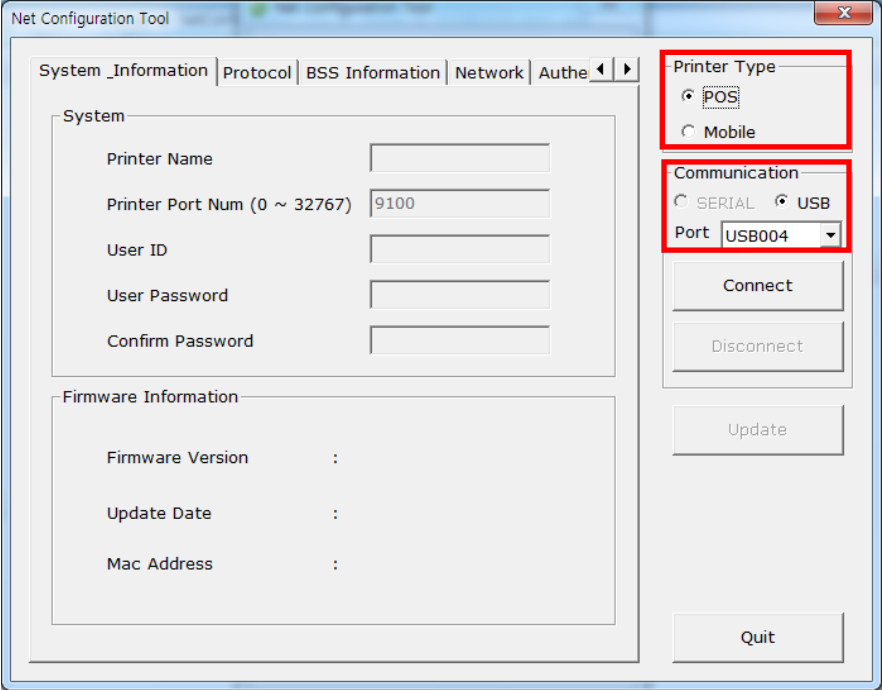 Net Configuration Tool
System _Information
Protocol
BSS Information
Network
Authe
System
Printer Name
Printer Port Num (0 ~ 32767)
9100
User ID
User Password
Confirm Password
Firmware Information
Firmware Version :
Update Date :
Mac Address :
Printer Type
POS
Mobile
Communication
SERIAL
USB
Port
USB004
Connect
Disconnect
Update
Quit